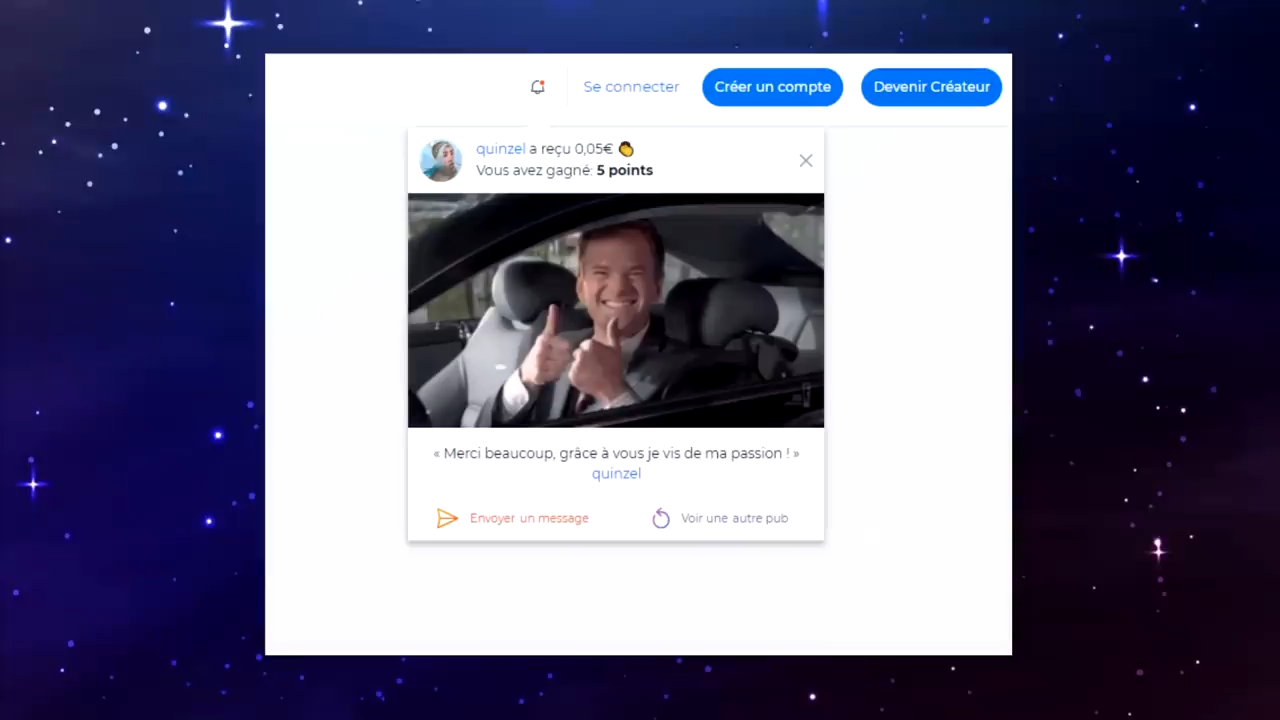 Se connecter
Créer un compte
Devenir Créateur
quinzel a reçu 0,05€ 👏
Vous avez gagné: 5 points
« Merci beaucoup, grâce à vous je vis de ma passion ! »
quinzel
Envoyer un message
Voir une autre pub